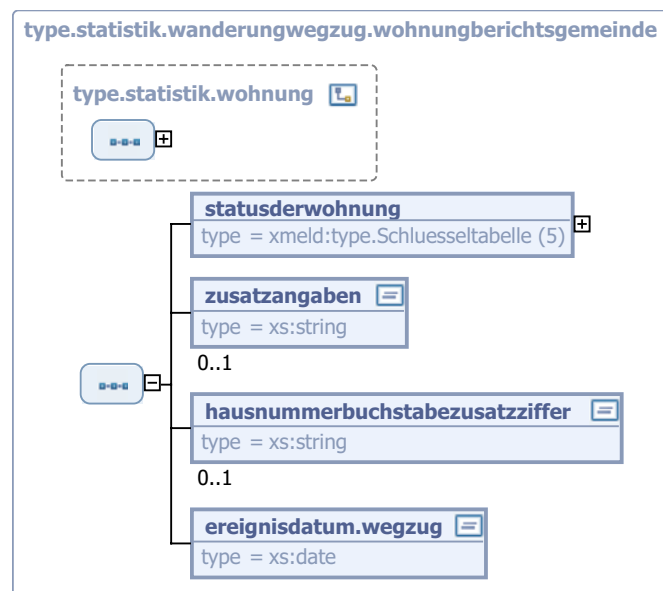 type.statistik.wanderungwegzug.wohnungberichtsgemeinde
type.statistik.wohnung
statusderwohnung
type = xmeld:type.Schluesseltabelle (5)
zusatzangaben
type = xs:string
0..1
hausnummerbuchstabezusatzziffer
type = xs:string
0..1
ereignisdatum.wegzug
type = xs:date